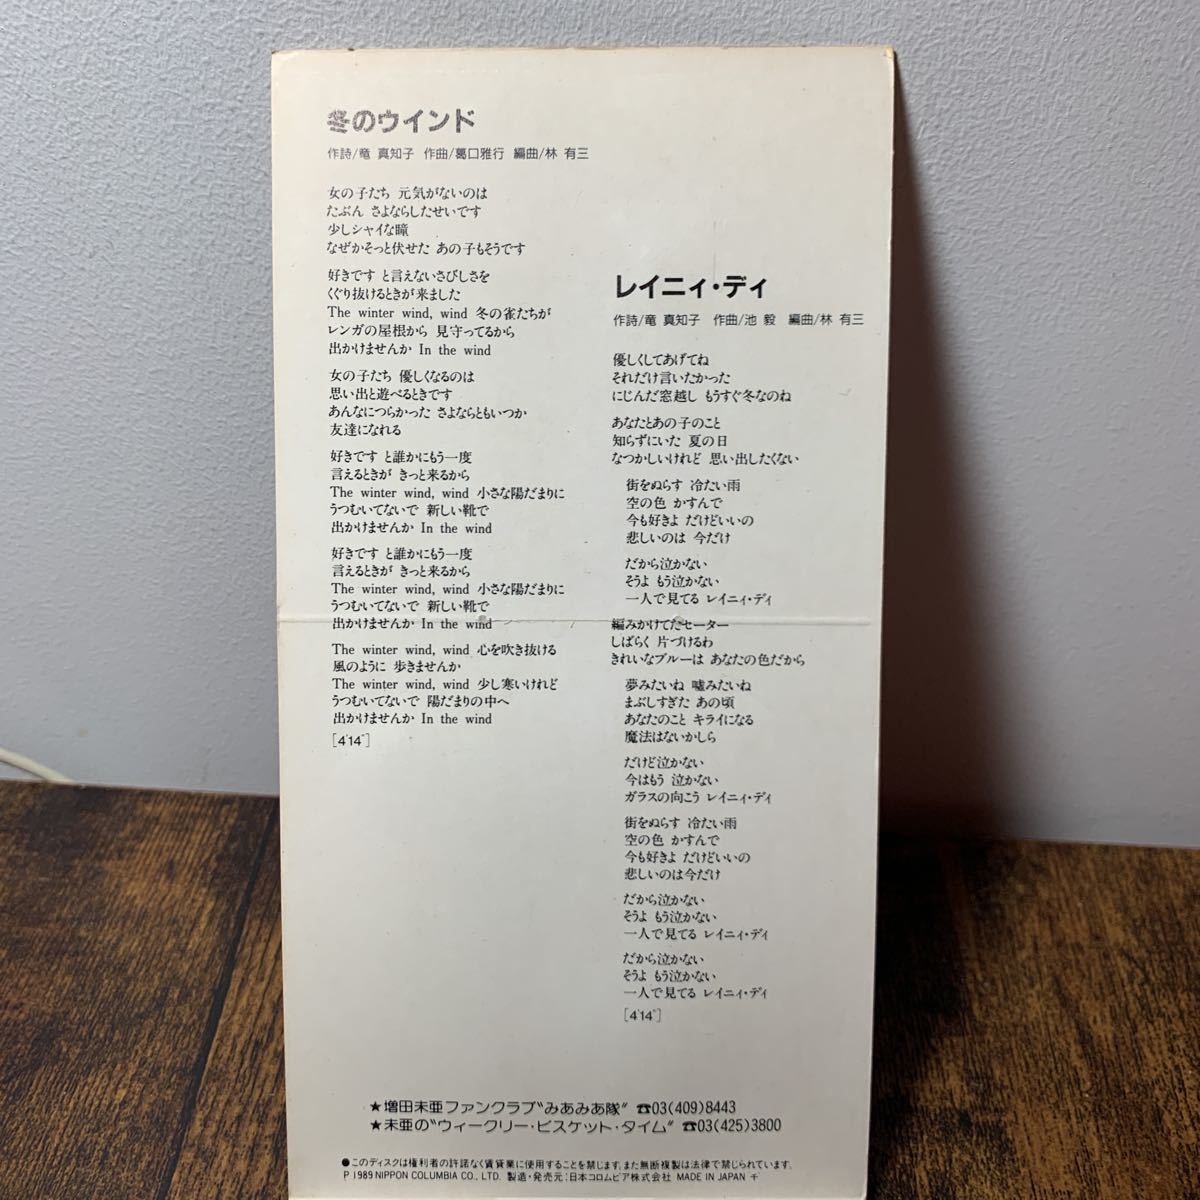 冬のウインド
作詩/竜 真知子 作曲/葛口雅行 編曲/林 有三
女の子たち 元気がないのは
たぶん さよならしたせいです
少しシャイな瞳
なぜかそっと伏せた あの子もそうです
好きです と言えないさびしさを
くぐり抜けるときが来ました
The winter wind, wind 冬の雀たちが
レンガの屋根から 見守ってるから
出かけませんか In the wind
女の子たち 優しくなるのは
思い出と遊べるときです
あんなにつらかった さよならともいつか
友達になれる
好きです と誰かにもう一度
言えるときが きっと来るから
The winter wind, wind 小さな陽だまりに
うつむいてないで 新しい靴で
出かけませんか In the wind
好きです と誰かにもう一度
言えるときが きっと来るから
The winter wind, wind 小さな陽だまりに
うつむいてないで 新しい靴で
出かけませんか In the wind
The winter wind, wind 心を吹き抜ける
風のように 歩きませんか
The winter wind, wind 少し寒いけれど
うつむいてないで 陽だまりの中へ
出かけませんか In the wind
[4'14"]
レイニィ・デイ
作詩/竜 真知子 作曲/池 毅 編曲/林 有三
優しくしてあげてね
それだけ言いたかった
にじんだ窓越し もうすぐ冬なのね
あなたとあの子のこと
知らずにいた 夏の日
なつかしいけれど 思い出したくない
街をぬらす 冷たい雨
空の色 かすんで
今も好きよ だけどいいの
悲しいのは 今だけ
だから泣かない
そうよ もう泣かない
一人で見てる レイニィ・デイ
編みかけてたセーター
しばらく 片づけるわ
きれいなブルーは あなたの色だから
夢みたいね 嘘みたいね
まぶしすぎた あの頃
あなたのこと キライになる
魔法はないかしら
だけど泣かない
今はもう 泣かない
ガラスの向こう レイニィ・デイ
街をぬらす 冷たい雨
空の色 かすんで
今も好きよ だけどいいの
悲しいのは今だけ
だから泣かない
そうよ もう泣かない
一人で見てる レイニィ・デイ
だから泣かない
そうよ もう泣かない
一人で見てる レイニィ・デイ
[4'14"]
★増田未亜ファンクラブ"みあみあ隊" ☎03(409)8443
★未亜の"ウィークリー・ビスケット・タイム" ☎03(425)3800
●このディスクは権利者の許諾なく賃貸業に使用することを禁じます。また無断複製は法律で禁じられています。
P 1989 NIPPON COLUMBIA CO., LTD. 製造・発売元:日本コロムビア株式会社 MADE IN JAPAN +